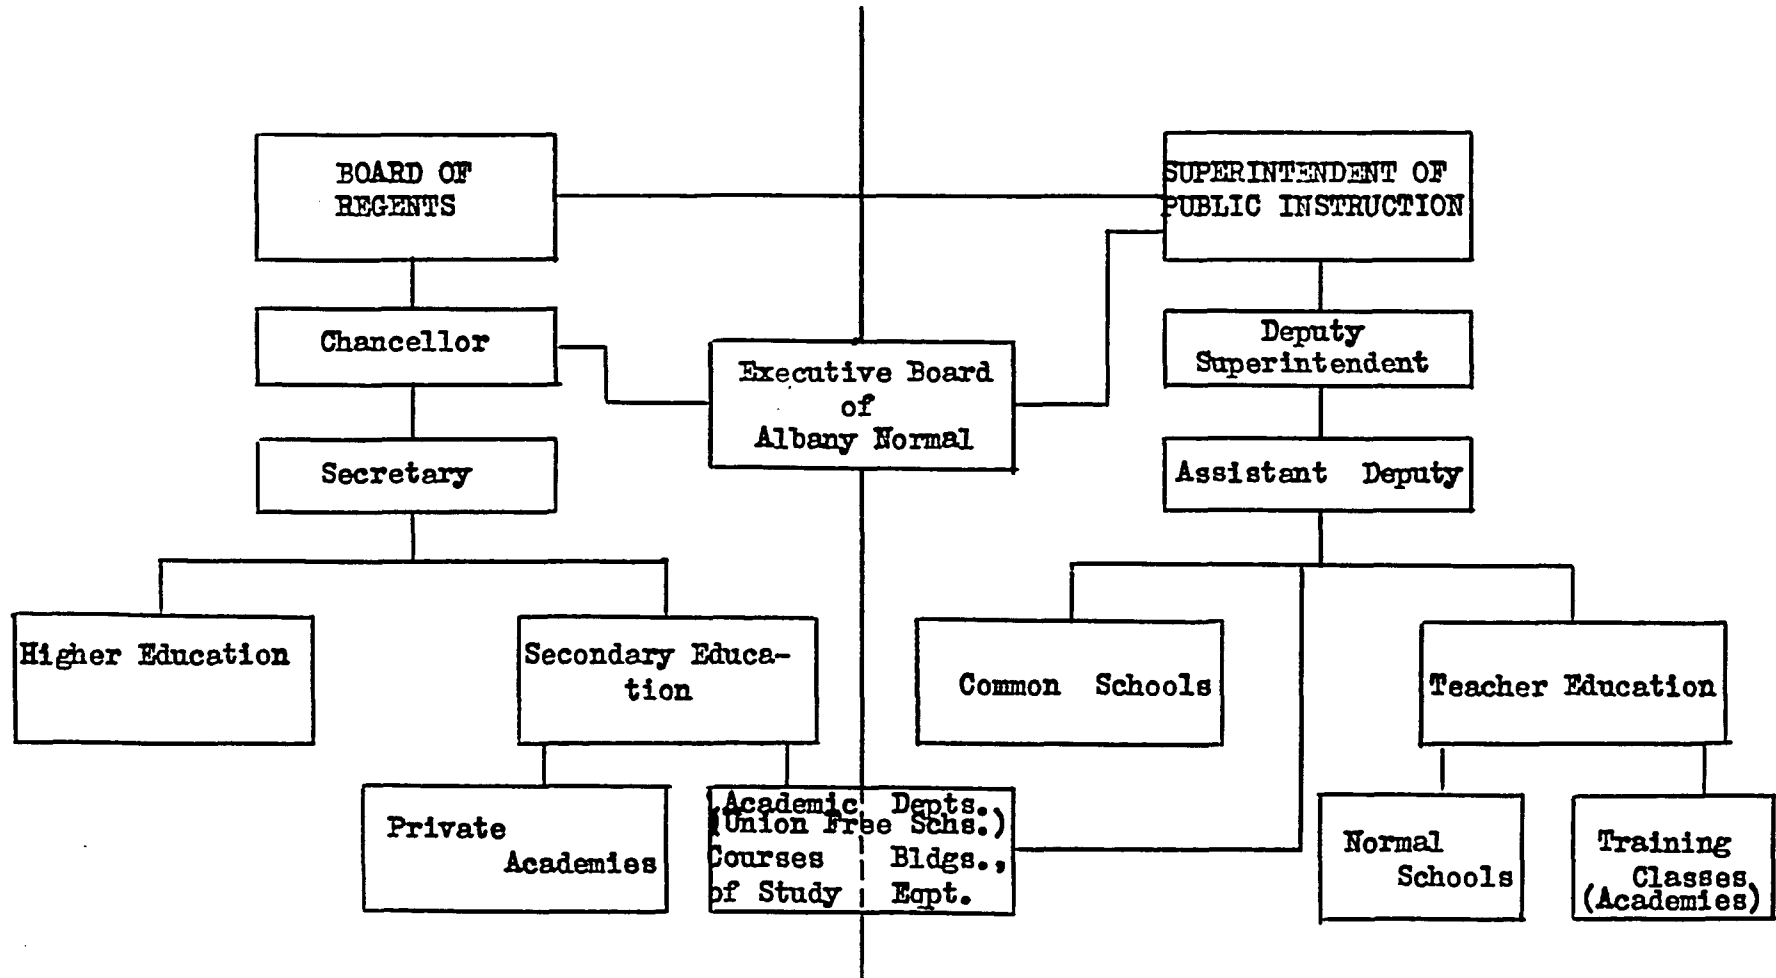 BOARD OF
REGENTS
SUPERINTENDENT OF
PUBLIC INSTRUCTION
Chancellor
Deputy
Superintendent
Executive Board
of
Albany Normal
Secretary
Assistant Deputy
Higher Education
Secondary Educa-
tion
Common Schools
Teacher Education
Private
Academies
Academic Depts.,
(Union Free Schs.)
Courses Bldgs.,
of Study Eqpt.
Normal
Schools
Training
Classes
(Academies)